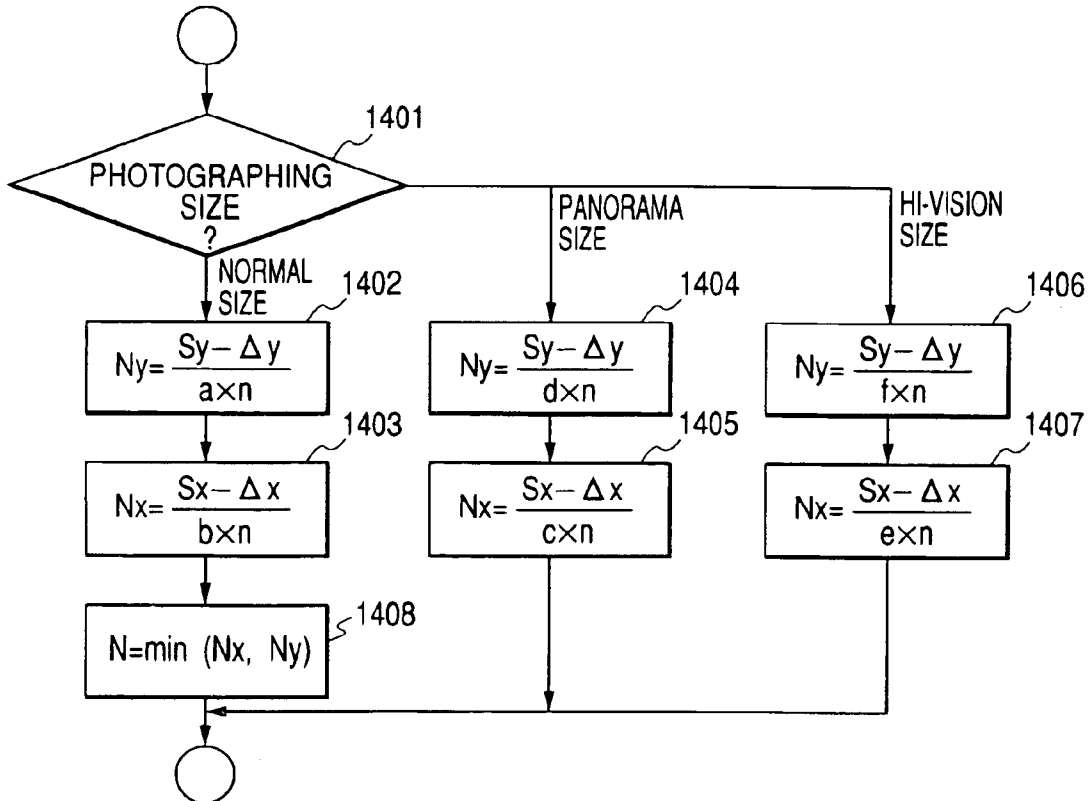 1401
PHOTOGRAPHING
SIZE
?
NORMAL
SIZE
PANORAMA
SIZE
HI-VISION
SIZE
1402
Ny= Sy− Δy
a×n
1404
Ny= Sy− Δy
d×n
1406
Ny= Sy− Δy
f×n
1403
Nx= Sx− Δx
b×n
1405
Nx= Sx− Δx
c×n
1407
Nx= Sx− Δx
e×n
1408
N=min (Nx, Ny)